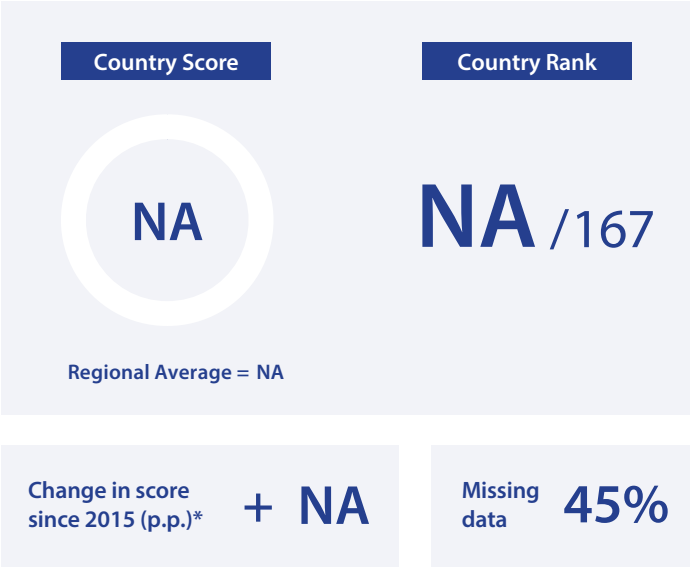 Country Score
Country Rank
NA
NA /167
Regional Average = NA
Change in score
since 2015 (p.p.)*
+ NA
Missing
data
45%